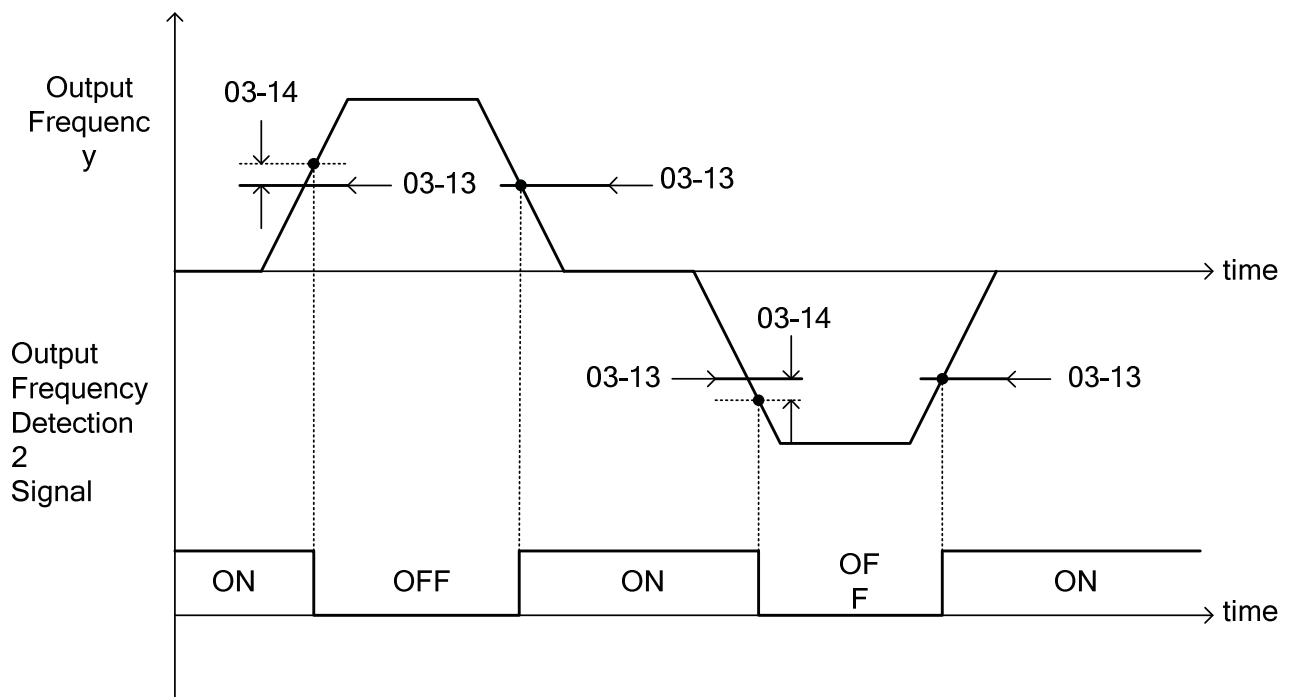 Output
Frequenc
y
03-14
03-13
03-13
time
03-14
03-13
03-13
Output
Frequency
Detection
2
Signal
ON
OFF
ON
OF
F
ON
time